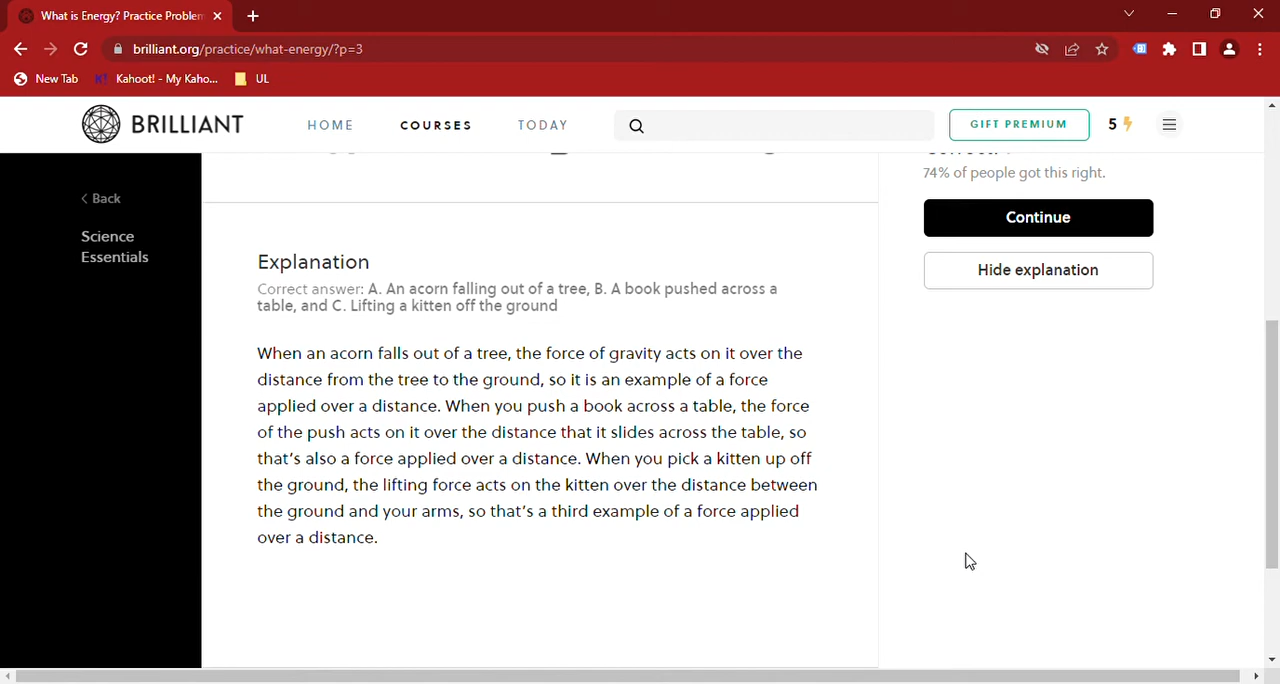 What is Energy? Practice Problem
brilliant.org/practice/what-energy/?p=3
New Tab
Kahoot! - My Kaho...
UL
BRILLIANT
HOME
COURSES
TODAY
GIFT PREMIUM
5
< Back
Science
Essentials
74% of people got this right.
Continue
Hide explanation
Explanation
Correct answer: A. An acorn falling out of a tree, B. A book pushed across a
table, and C. Lifting a kitten off the ground
When an acorn falls out of a tree, the force of gravity acts on it over the
distance from the tree to the ground, so it is an example of a force
applied over a distance. When you push a book across a table, the force
of the push acts on it over the distance that it slides across the table, so
that's also a force applied over a distance. When you pick a kitten up off
the ground, the lifting force acts on the kitten over the distance between
the ground and your arms, so that's a third example of a force applied
over a distance.